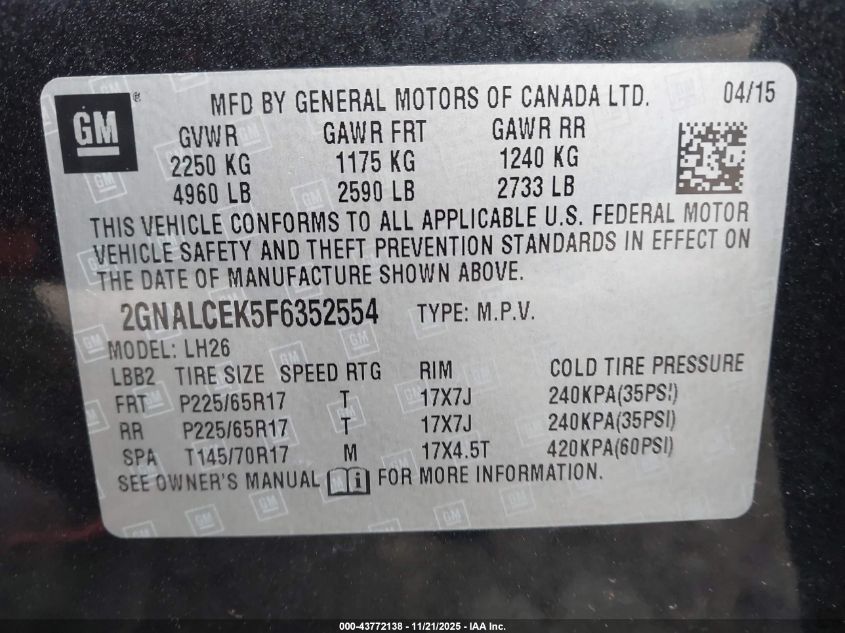 GM ®
MFD BY GENERAL MOTORS OF CANADA LTD. 04/15
GVWR GAWR FRT GAWR RR
2250 KG 1175 KG 1240 KG
4960 LB 2590 LB 2733 LB
THIS VEHICLE CONFORMS TO ALL APPLICABLE U.S. FEDERAL MOTOR
VEHICLE SAFETY AND THEFT PREVENTION STANDARDS IN EFFECT ON
THE DATE OF MANUFACTURE SHOWN ABOVE.
2GNALCEK5F6352554 TYPE: M.P.V.
MODEL: LH26
LBB2 TIRE SIZE SPEED RTG RIM COLD TIRE PRESSURE
FRT P225/65R17 T 17X7J 240KPA(35PSI)
RR P225/65R17 T 17X7J 240KPA(35PSI)
SPA T145/70R17 M 17X4.5T 420KPA(60PSI)
SEE OWNER'S MANUAL i FOR MORE INFORMATION.
000-43772138 - 11/21/2025 - IAA Inc.